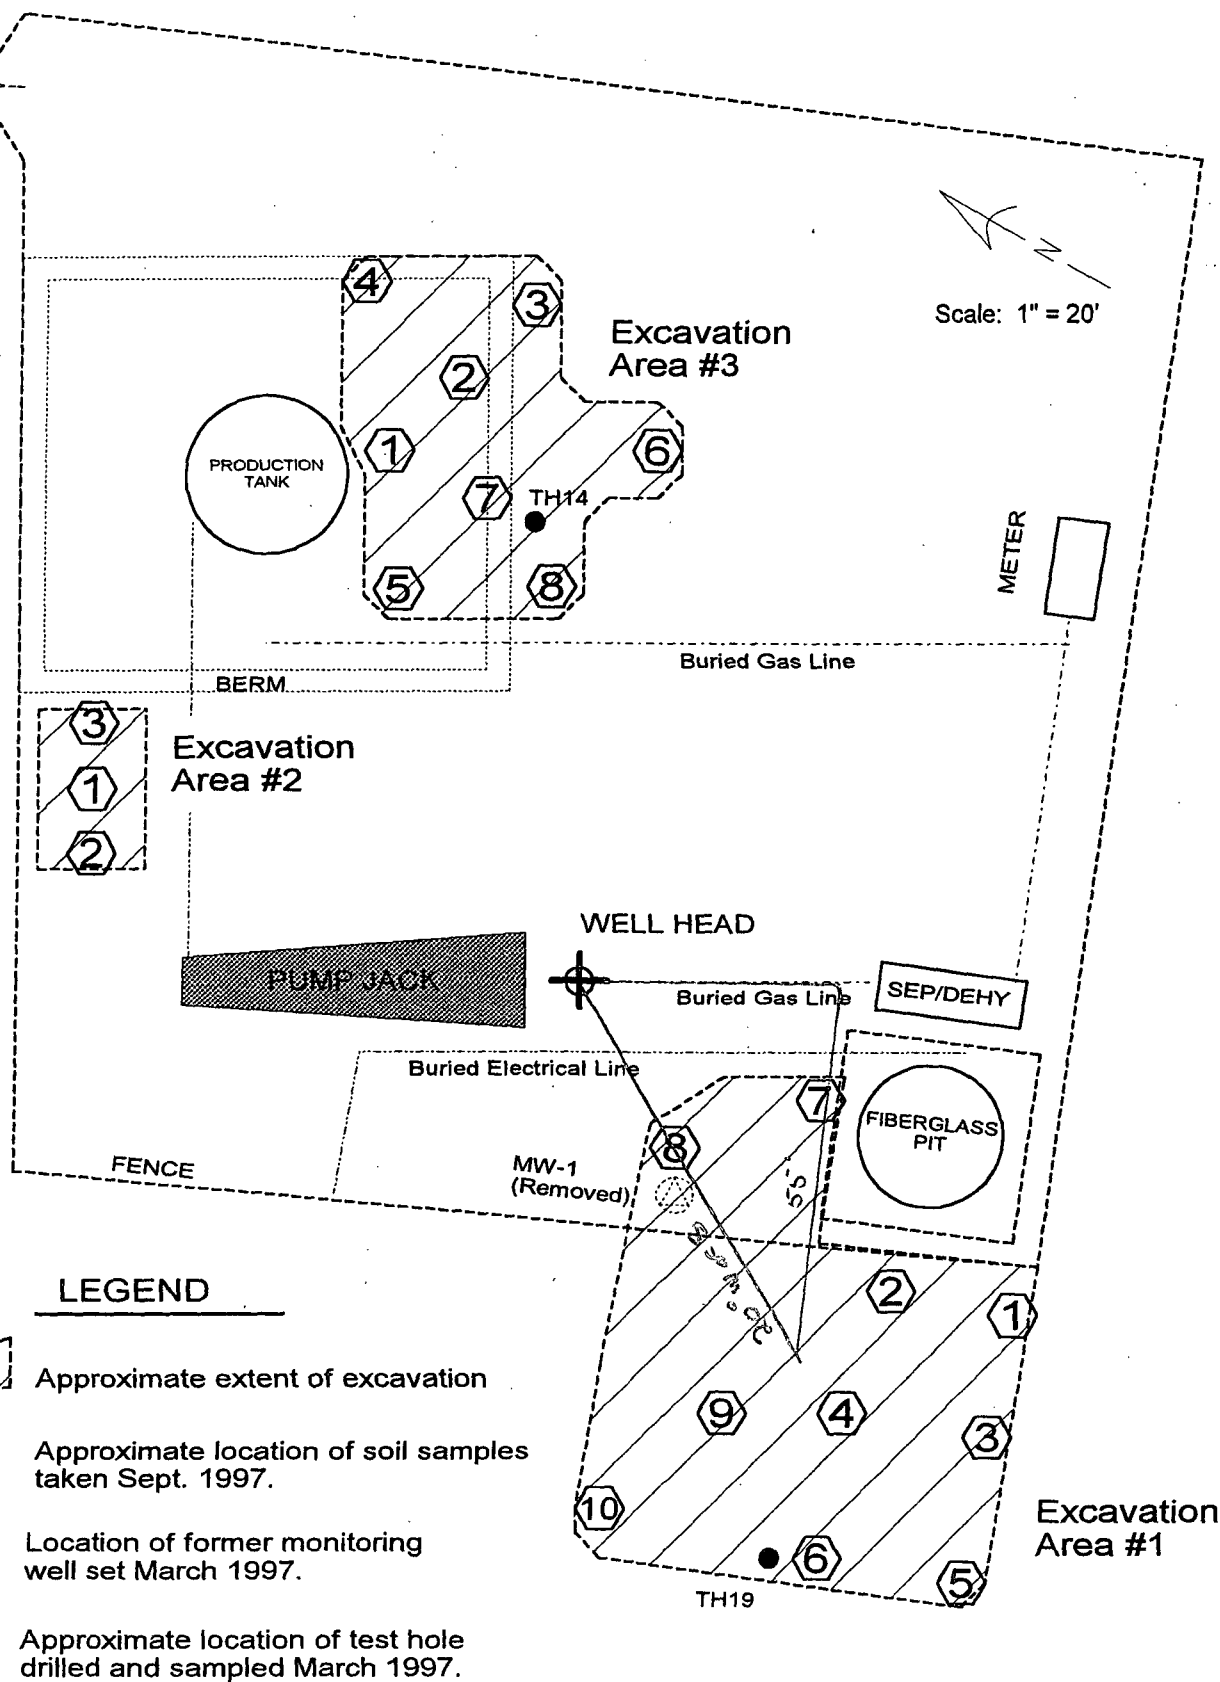 N
Scale: 1" = 20'
4
3
Excavation
Area #3
2
1
6
PRODUCTION
TANK
7
TH14
METER
5
8
Buried Gas Line
BERM
3
Excavation
Area #2
1
2
WELL HEAD
PUMP JACK
SEP/DEHY
Buried Gas Line
Buried Electrical Line
7
FIBERGLASS
PIT
8
FENCE
MW-1
(Removed)
55
2
1
LEGEND
Approximate extent of excavation
9
4
3
Approximate location of soil samples
taken Sept. 1997.
10
Excavation
Area #1
Location of former monitoring
well set March 1997.
6
5
TH19
Approximate location of test hole
drilled and sampled March 1997.